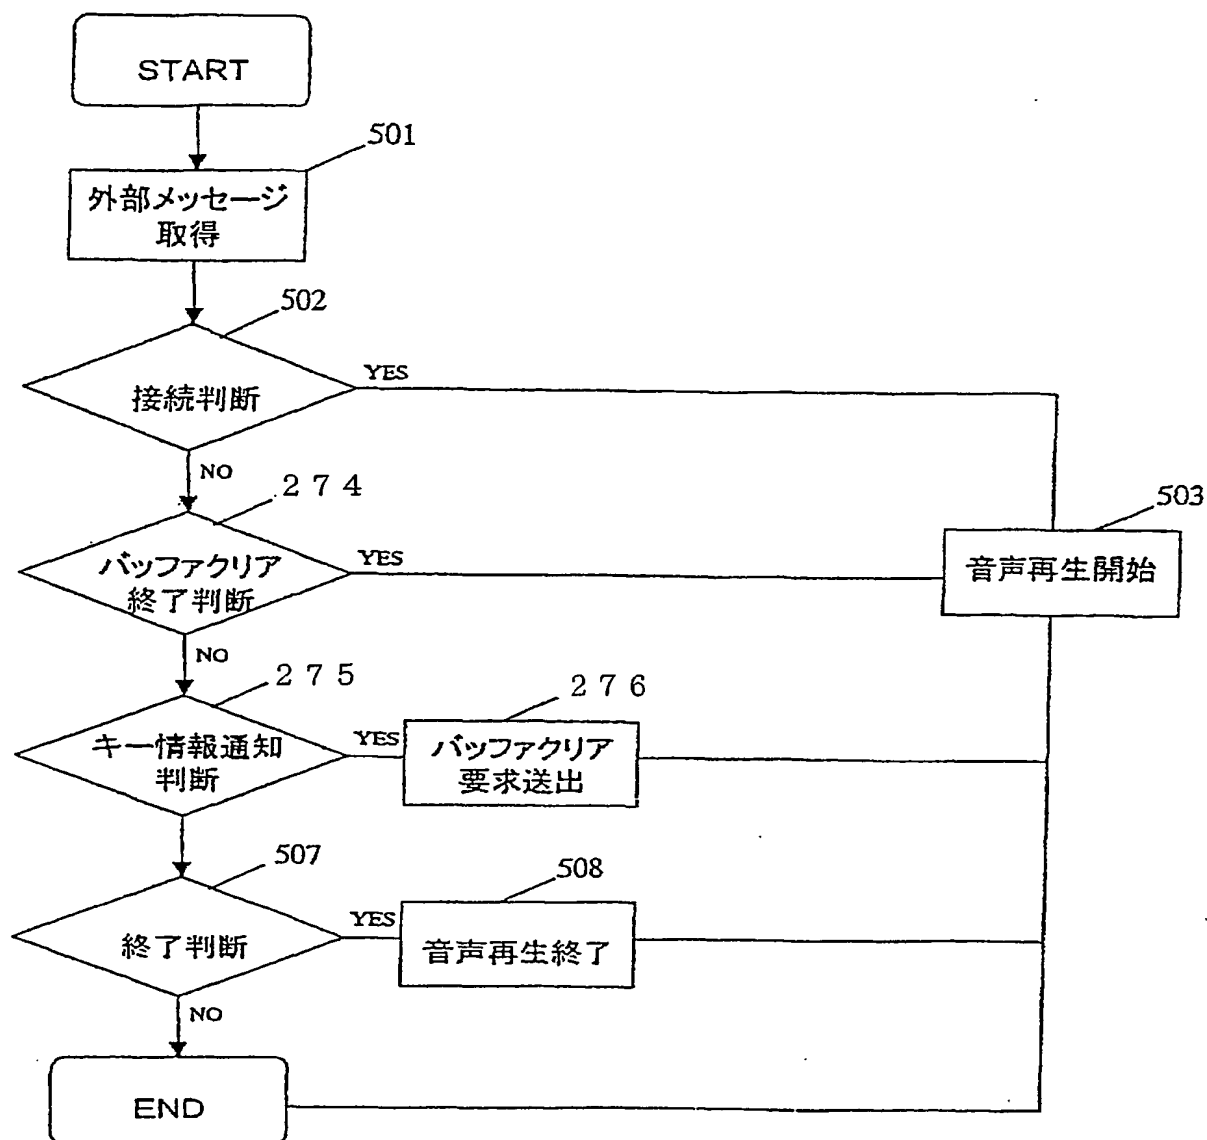 START
501
外部メッセージ
取得
502
接続判断
YES
NO
274
バッファクリア
終了判断
YES
503
音声再生開始
NO
275
キー情報通知
判断
YES
276
バッファクリア
要求送出
507
終了判断
YES
508
音声再生終了
NO
END